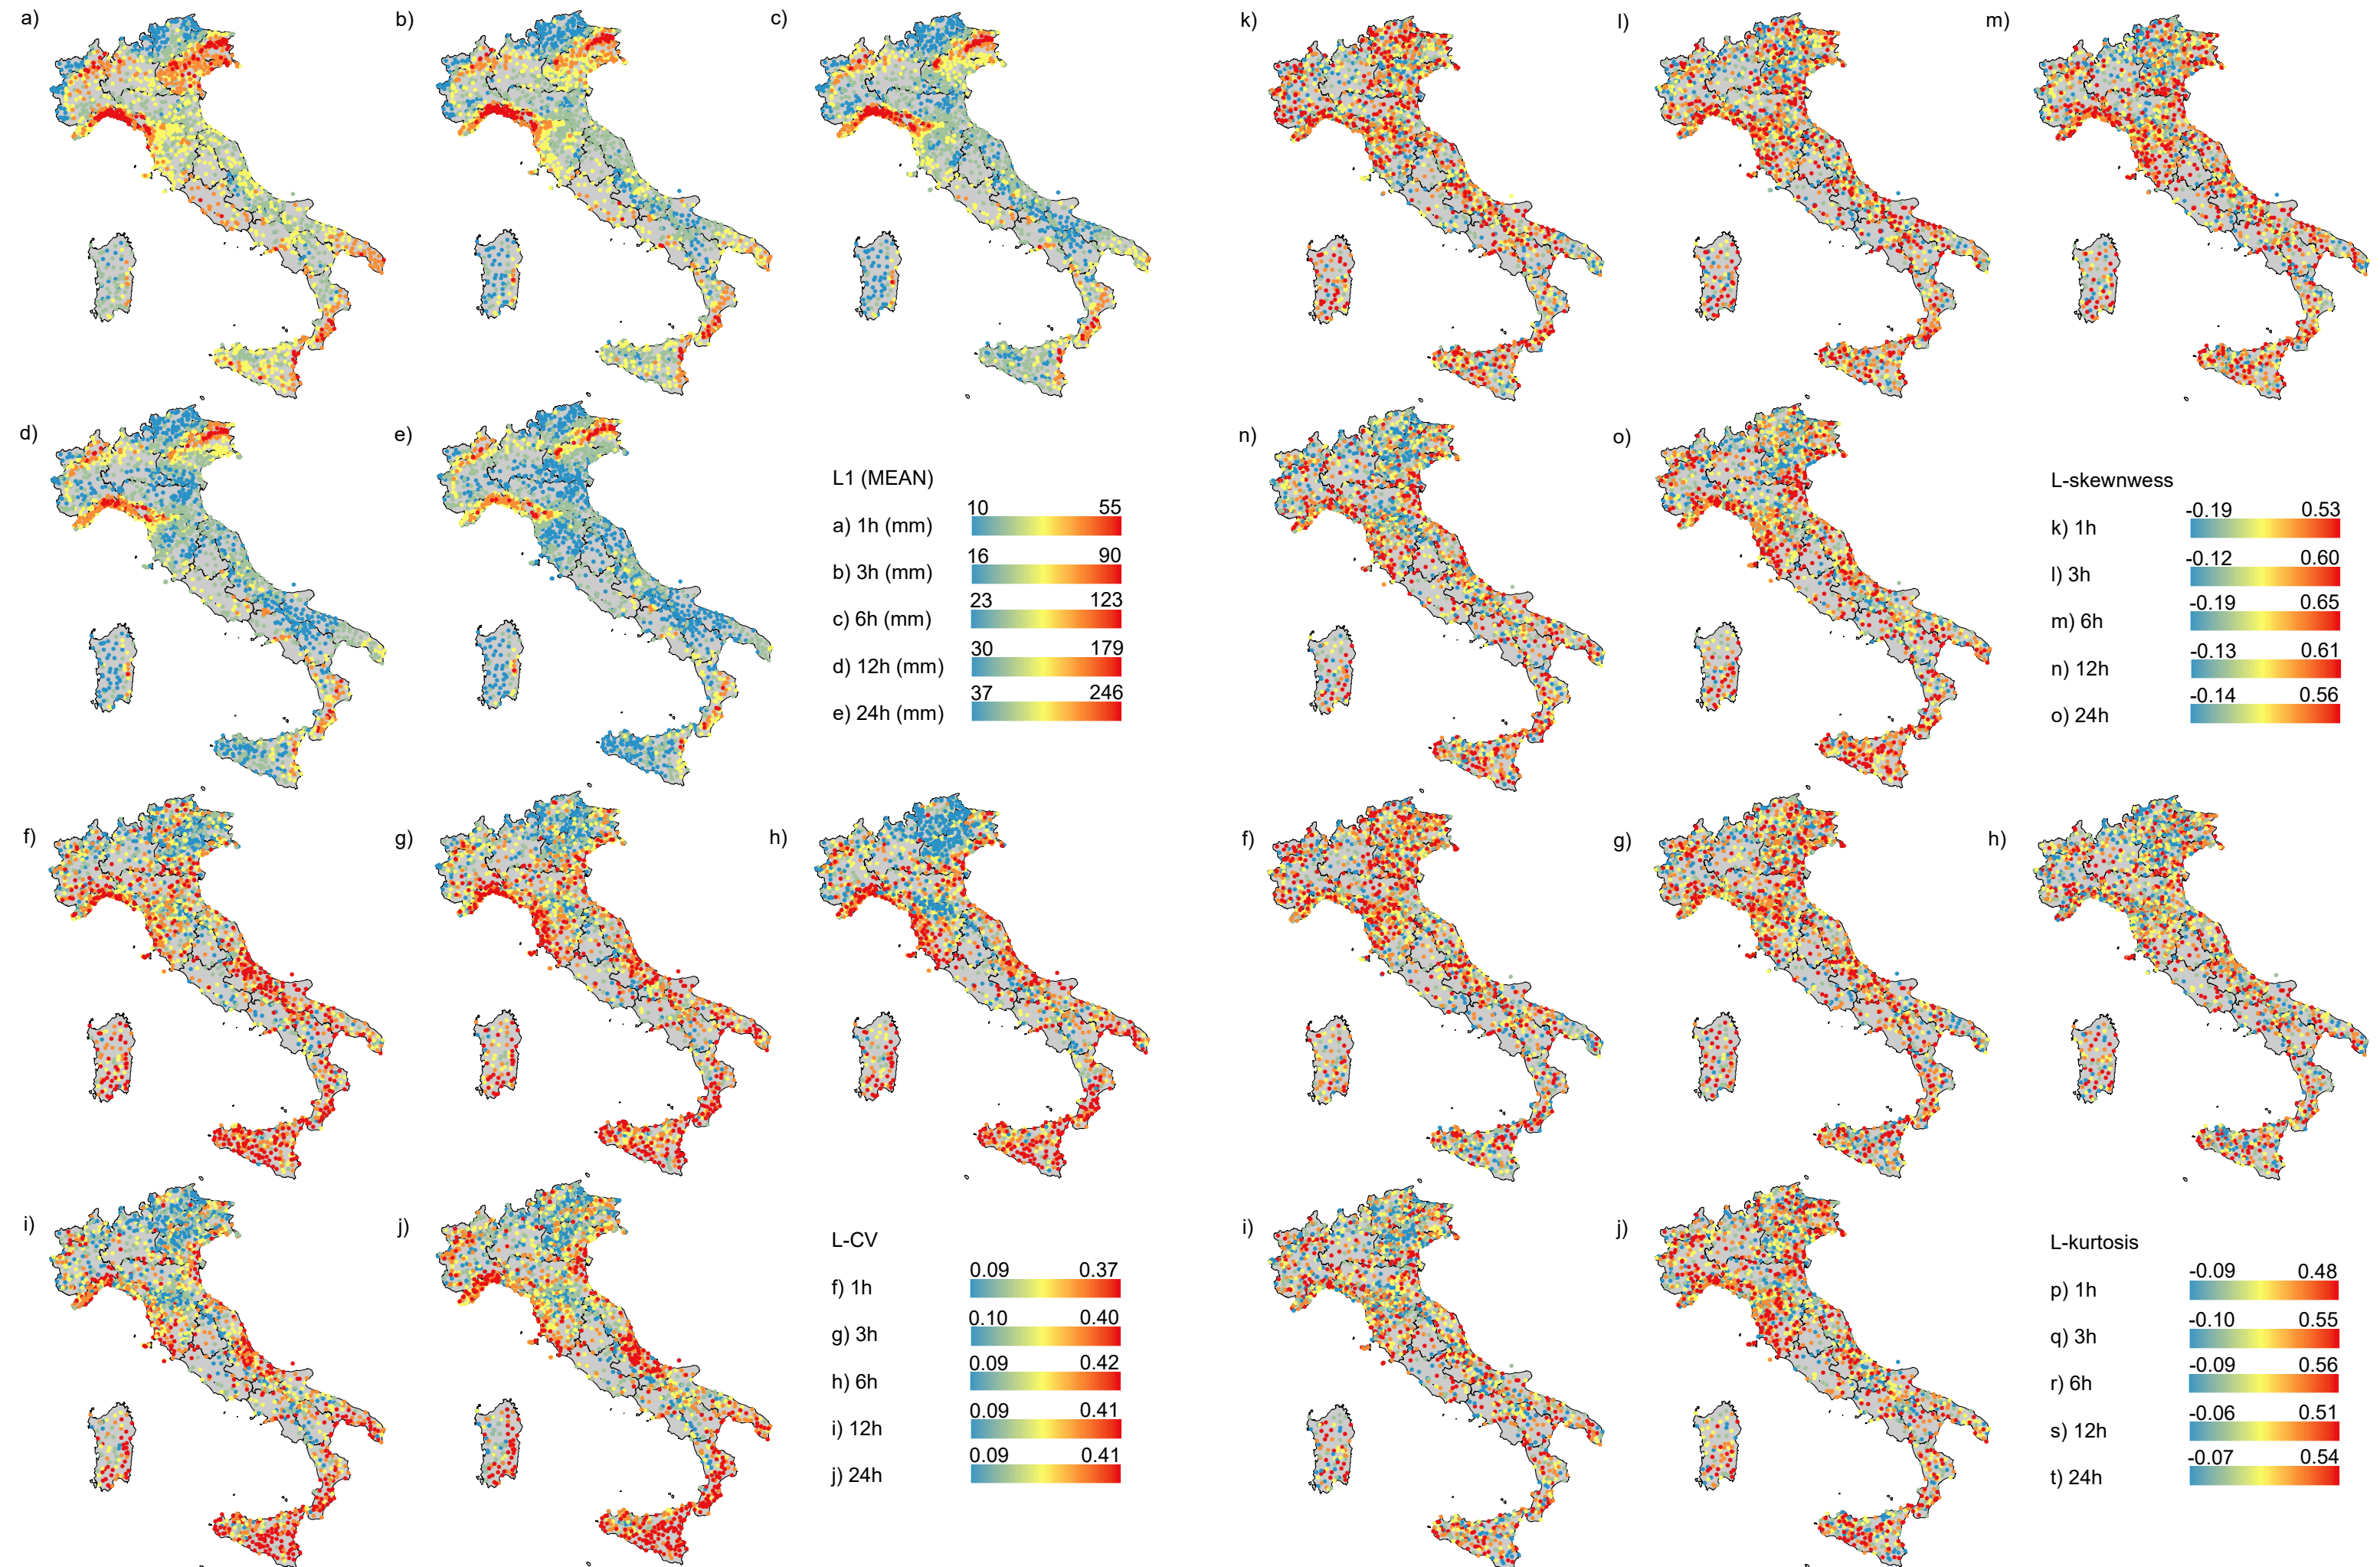 a)
b)
c)
d)
e)
L1 (MEAN)
a) 1h (mm)
10 55
b) 3h (mm)
16 90
c) 6h (mm)
23 123
d) 12h (mm)
30 179
e) 24h (mm)
37 246
k)
l)
m)
n)
o)
L-skewnwess
k) 1h
-0.19 0.53
l) 3h
-0.12 0.60
m) 6h
-0.19 0.65
n) 12h
-0.13 0.61
o) 24h
-0.14 0.56
f)
g)
h)
i)
j)
L-CV
f) 1h
0.09 0.37
g) 3h
0.10 0.40
h) 6h
0.09 0.42
i) 12h
0.09 0.41
j) 24h
0.09 0.41
f)
g)
h)
i)
j)
L-kurtosis
p) 1h
-0.09 0.48
q) 3h
-0.10 0.55
r) 6h
-0.09 0.56
s) 12h
-0.06 0.51
t) 24h
-0.07 0.54